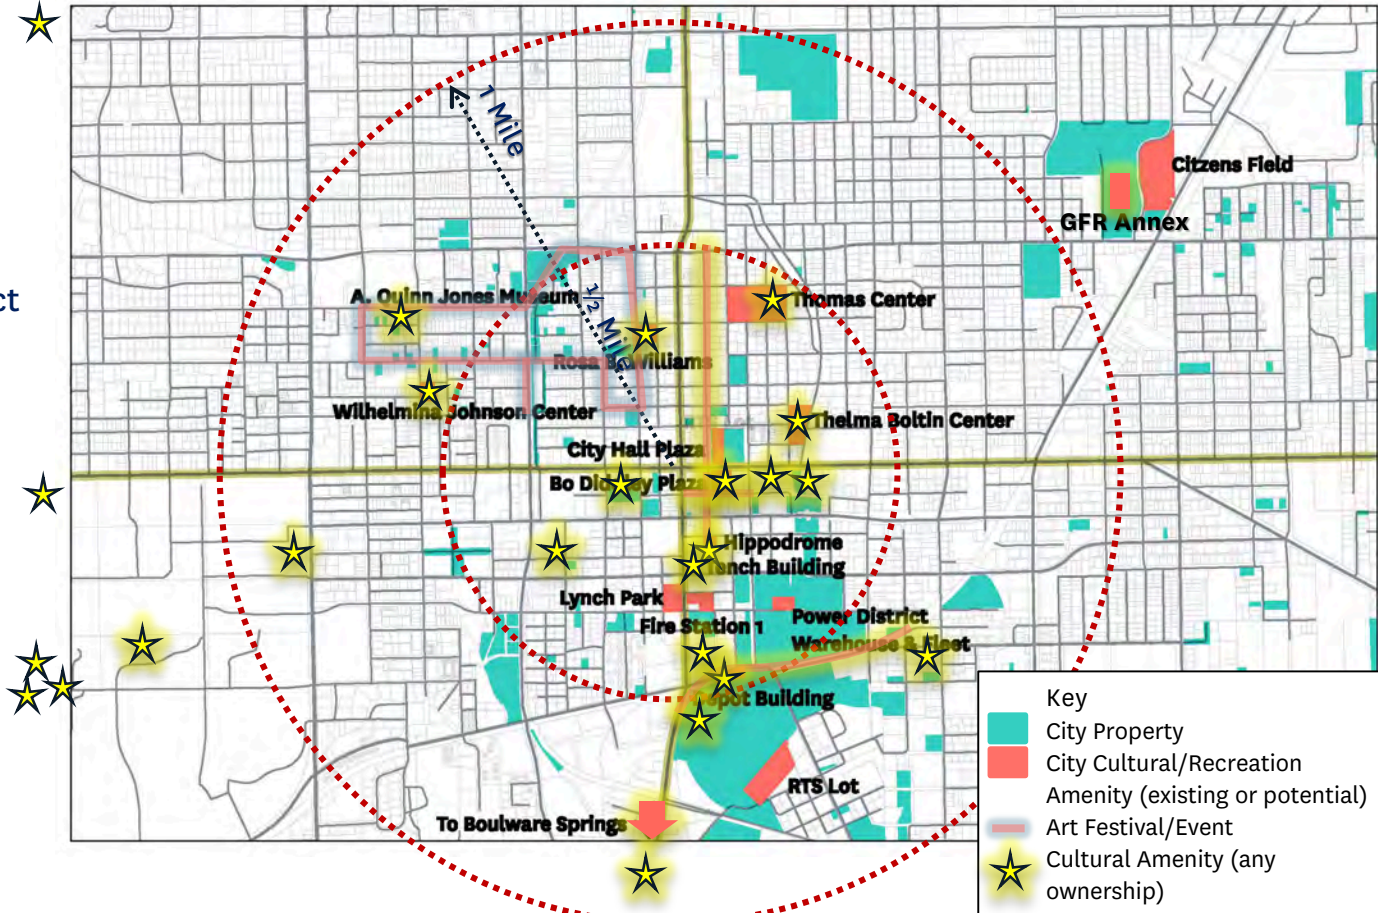 1 Mile
Citzens Field
GFR Annex
ct
A. Quinn Jones Museum
1/2 Mile
Thomas Center
Rosa B. Williams
Wilhelmina Johnson Center
Thelma Boltin Center
City Hall Plaza
Bo Diddley Plaza
Hippodrome
Lynch Park
Building
Power District
Fire Station 1
Warehouse & Fleet
Depot Building
RTS Lot
To Boulware Springs
Key
City Property
City Cultural/Recreation
Amenity (existing or potential)
Art Festival/Event
Cultural Amenity (any
ownership)